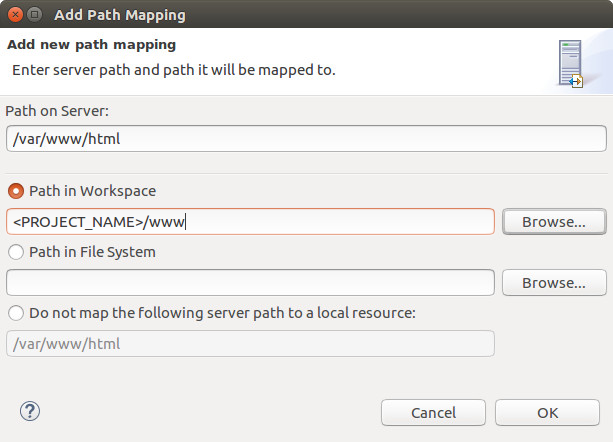 Add Path Mapping
Add new path mapping
Enter server path and path it will be mapped to.
Path on Server:
/var/www/html
Path in Workspace
<PROJECT_NAME>/www
Browse...
Path in File System
Browse...
Do not map the following server path to a local resource:
/var/www/html
?
Cancel
OK